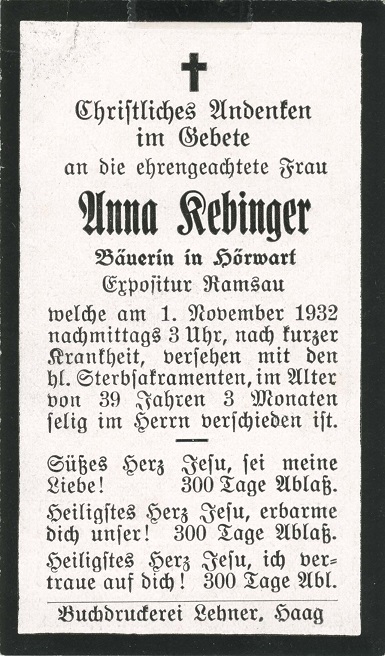 Christliches Andenken
im Gebete
an die ehrengeachtete Frau
Anna Kebinger
Bäuerin in Hörwart
Expositur Ramsau
welche am 1. November 1932
nachmittags 3 Uhr, nach kurzer
Krankheit, versehen mit den
hl. Sterbsakramenten, im Alter
von 39 Jahren 3 Monaten
selig im Herrn verschieden ist.
Süßes Herz Jesu, sei meine
Liebe! 300 Tage Ablaß.
Heiligstes Herz Jesu, erbarme
dich unser! 300 Tage Ablaß.
Heiligstes Herz Jesu, ich ver-
traue auf dich! 300 Tage Abl.
Buchdruckerei Lehner, Haag